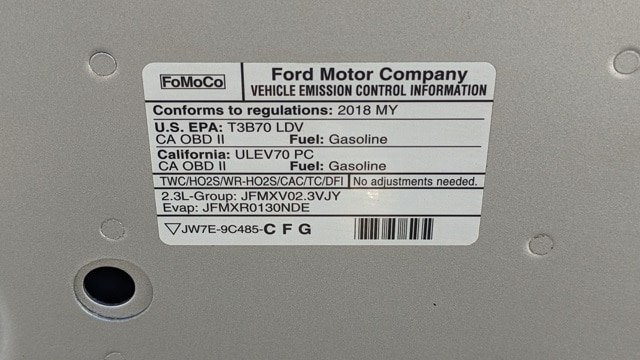 FoMoCo
Ford Motor Company
VEHICLE EMISSION CONTROL INFORMATION
Conforms to regulations: 2018 MY
U.S. EPA: T3B70 LDV
CA OBD II Fuel: Gasoline
California: ULEV70 PC
CA OBD II Fuel: Gasoline
TWC/HO2S/WR-HO2S/CAC/TC/DFI No adjustments needed.
2.3L-Group: JFMXV02.3VJY
Evap: JFMXR0130NDE
▽JW7E-9C485-C F G